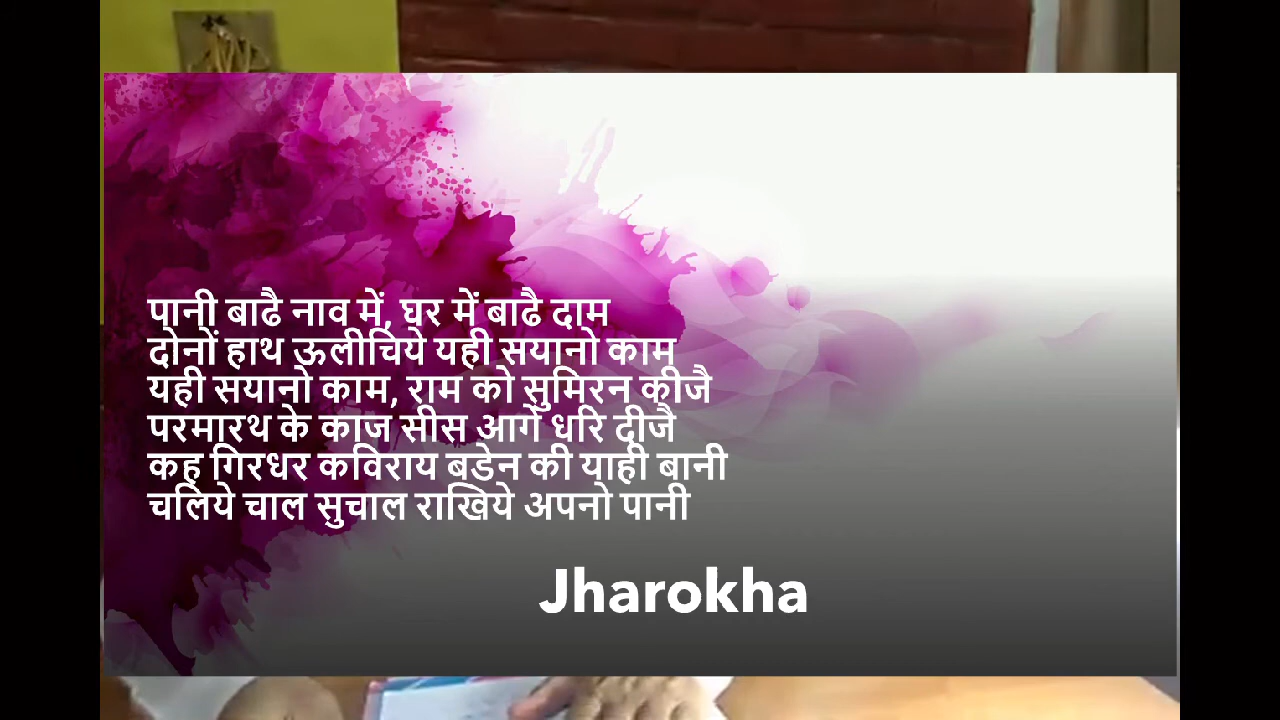 पानी बाढै नाव में, घर में बाढै दाम
दोनों हाथ ऊलीचिये यही सयानो काम
यही सयानो काम, राम को सुमिरन कीजै
परमारथ के काज सीस आगे धरि दीजै
कह गिरधर कविराय बडेन की याही बानी
चलिये चाल सुचाल राखिये अपनो पानी
Jharokha